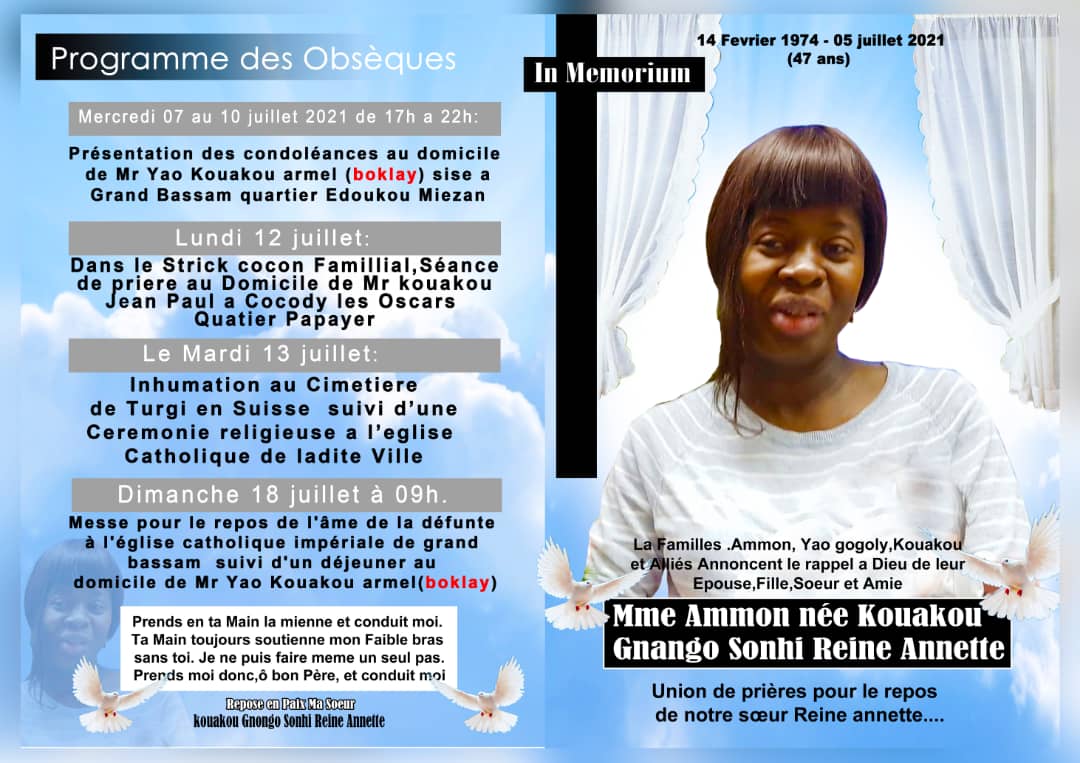 Programme des Obsèques
Mercredi 07 au 10 juillet 2021 de 17h a 22h:
Présentation des condoléances au domicile
de Mr Yao Kouakou armel (boklay) sise a
Grand Bassam quartier Edoukou Miezan
Lundi 12 juillet:
Dans le Strick cocon Famillial,Séance
de priere au Domicile de Mr kouakou
Jean Paul a Cocody les Oscars
Quatier Papayer
Le Mardi 13 juillet:
Inhumation au Cimetiere
de Turgi en Suisse suivi d'une
Ceremonie religieuse a l'eglise
Catholique de ladite Ville
Dimanche 18 juillet à 09h.
Messe pour le repos de l'âme de la défunte
à l'église catholique impériale de grand
bassam suivi d'un déjeuner au
domicile de Mr Yao Kouakou armel(boklay)
Prends en ta Main la mienne et conduit moi.
Ta Main toujours soutienne mon Faible bras
sans toi. Je ne puis faire meme un seul pas.
Prends moi donc,ô bon Père, et conduit moi
Repose en Paix Ma Soeur
kouakou Gnongo Sonhi Reine Annette
14 Fevrier 1974 - 05 juillet 2021
(47 ans)
In Memorium
La Familles .Ammon, Yao gogoly,Kouakou
et Alliés Annoncent le rappel a Dieu de leur
Epouse,Fille,Soeur et Amie
Mme Ammon née Kouakou
Gnango Sonhi Reine Annette
Union de prières pour le repos
de notre sœur Reine annette....